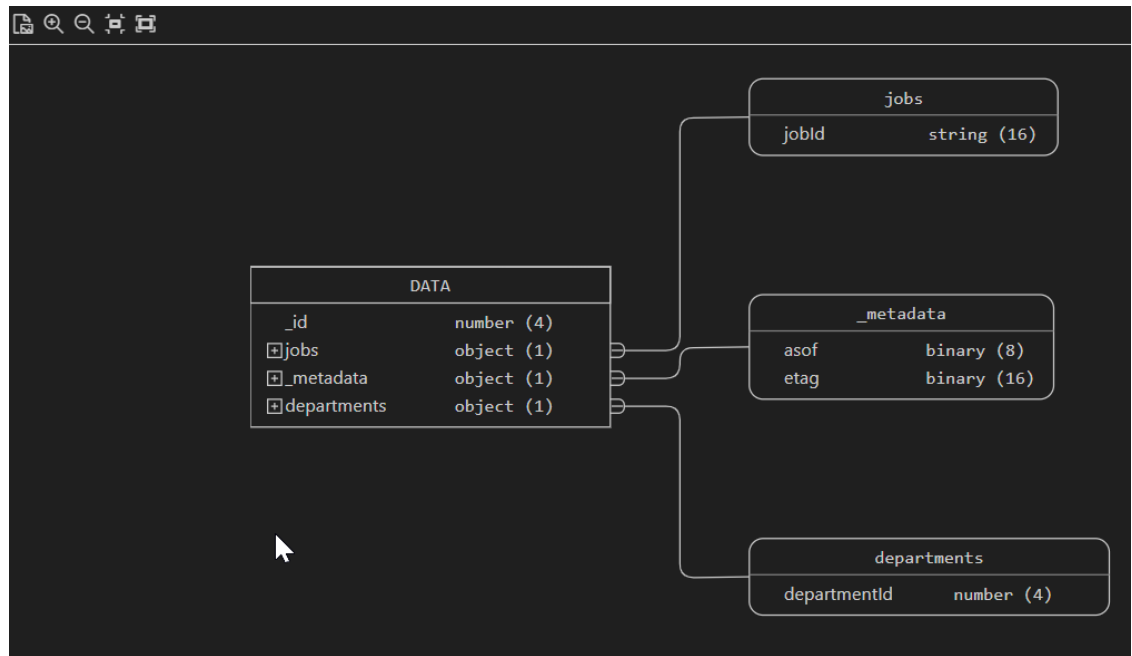 jobs
jobId string (16)
DATA
_id number (4)
jobs object (1)
_metadata object (1)
departments object (1)
_metadata
asof binary (8)
etag binary (16)
departments
departmentId number (4)